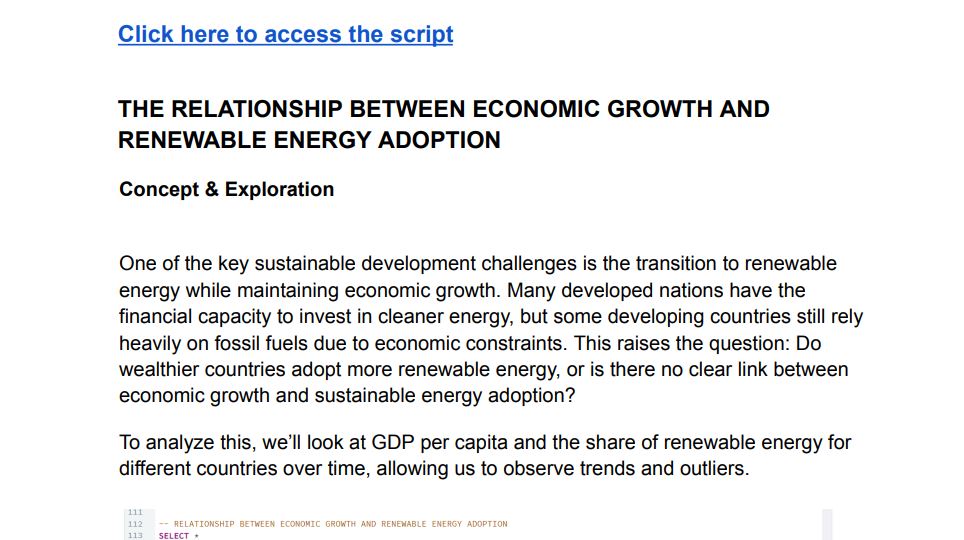 Click here to access the script
THE RELATIONSHIP BETWEEN ECONOMIC GROWTH AND
RENEWABLE ENERGY ADOPTION
Concept & Exploration
One of the key sustainable development challenges is the transition to renewable
energy while maintaining economic growth. Many developed nations have the
financial capacity to invest in cleaner energy, but some developing countries still rely
heavily on fossil fuels due to economic constraints. This raises the question: Do
wealthier countries adopt more renewable energy, or is there no clear link between
economic growth and sustainable energy adoption?
To analyze this, we’ll look at GDP per capita and the share of renewable energy for
different countries over time, allowing us to observe trends and outliers.
111
112 -- RELATIONSHIP BETWEEN ECONOMIC GROWTH AND RENEWABLE ENERGY ADOPTION
113 SELECT *